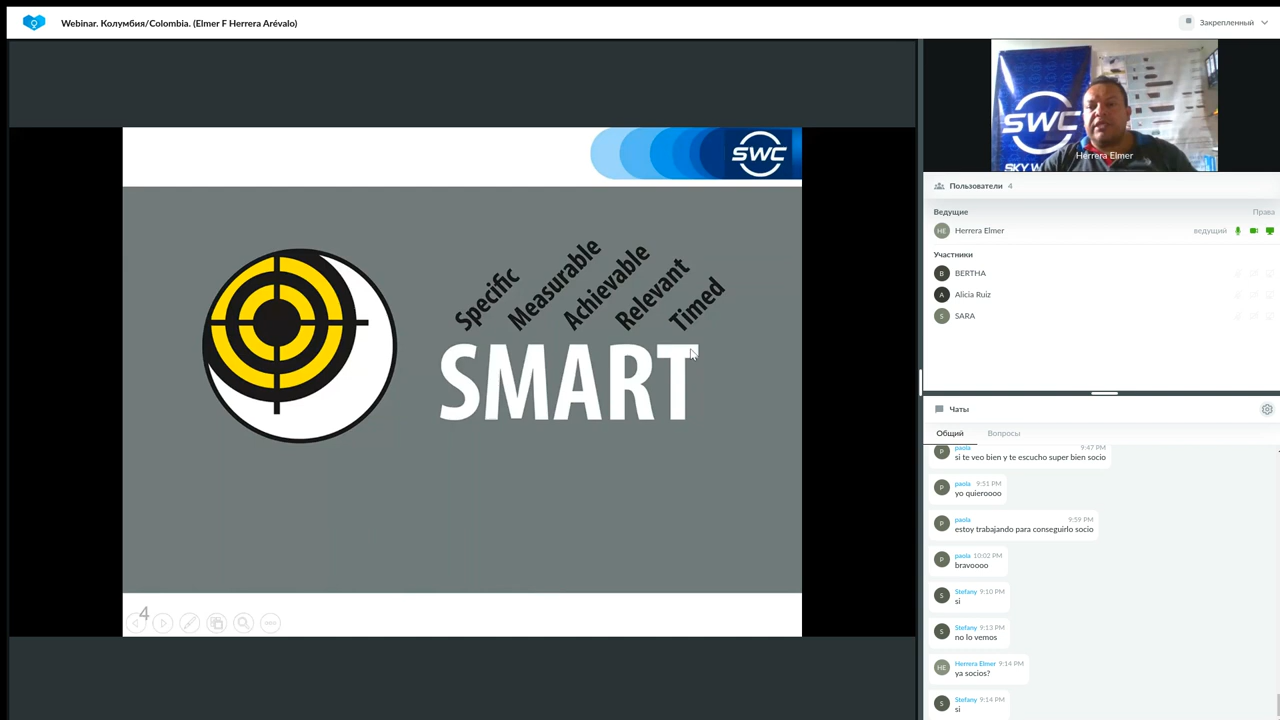 Webinar. Колумбия/Colombia. (Elmer F Herrera Arévalo)
Закрепленный
SWC
Specific
Measurable
Achievable
Relevant
Timed
SMART
4
SWC
SKY W
Herrera Elmer
Пользователи 4
Ведущие Права
HE Herrera Elmer ведущий
Участники
B BERTHA
A Alicia Ruiz
S SARA
Чаты
Общий Вопросы
P paola 9:47 PM
si te veo bien y te escucho super bien socio
P paola 9:51 PM
yo quieroooo
P paola 9:59 PM
estoy trabajando para conseguirlo socio
P paola 10:02 PM
bravoooo
S Stefany 9:10 PM
si
S Stefany 9:13 PM
no lo vemos
HE Herrera Elmer 9:14 PM
ya socios?
S Stefany 9:14 PM
si